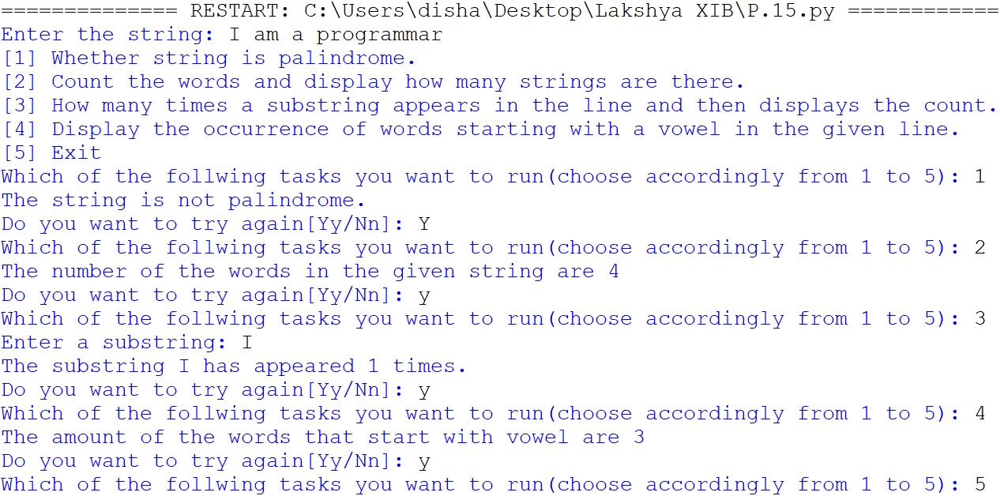 ============== RESTART: C:\Users\disha\Desktop\Lakshya XIB\P.15.py ============
Enter the string: I am a programmar
[1] Whether string is palindrome.
[2] Count the words and display how many strings are there.
[3] How many times a substring appears in the line and then displays the count.
[4] Display the occurrence of words starting with a vowel in the given line.
[5] Exit
Which of the follwing tasks you want to run(choose accordingly from 1 to 5): 1
The string is not palindrome.
Do you want to try again[Yy/Nn]: Y
Which of the follwing tasks you want to run(choose accordingly from 1 to 5): 2
The number of the words in the given string are 4
Do you want to try again[Yy/Nn]: y
Which of the follwing tasks you want to run(choose accordingly from 1 to 5): 3
Enter a substring: I
The substring I has appeared 1 times.
Do you want to try again[Yy/Nn]: y
Which of the follwing tasks you want to run(choose accordingly from 1 to 5): 4
The amount of the words that start with vowel are 3
Do you want to try again[Yy/Nn]: y
Which of the follwing tasks you want to run(choose accordingly from 1 to 5): 5